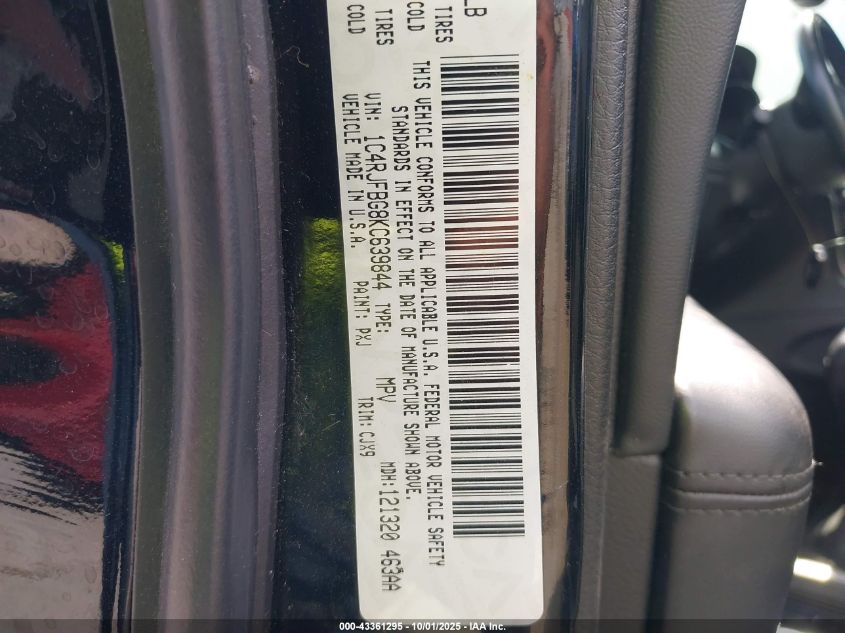 LB
TIRES COLD
TIRES COLD
THIS VEHICLE CONFORMS TO ALL APPLICABLE U.S.A. FEDERAL MOTOR VEHICLE SAFETY
STANDARDS IN EFFECT ON THE DATE OF MANUFACTURE SHOWN ABOVE.
VIN: 1C4RJFBG8KC639844 TYPE: MPV MDH:121320 463AA
VEHICLE MADE IN U.S.A. PAINT: PXJ TRIM:CJX9
000-43361295 - 10/01/2025 - IAA Inc.